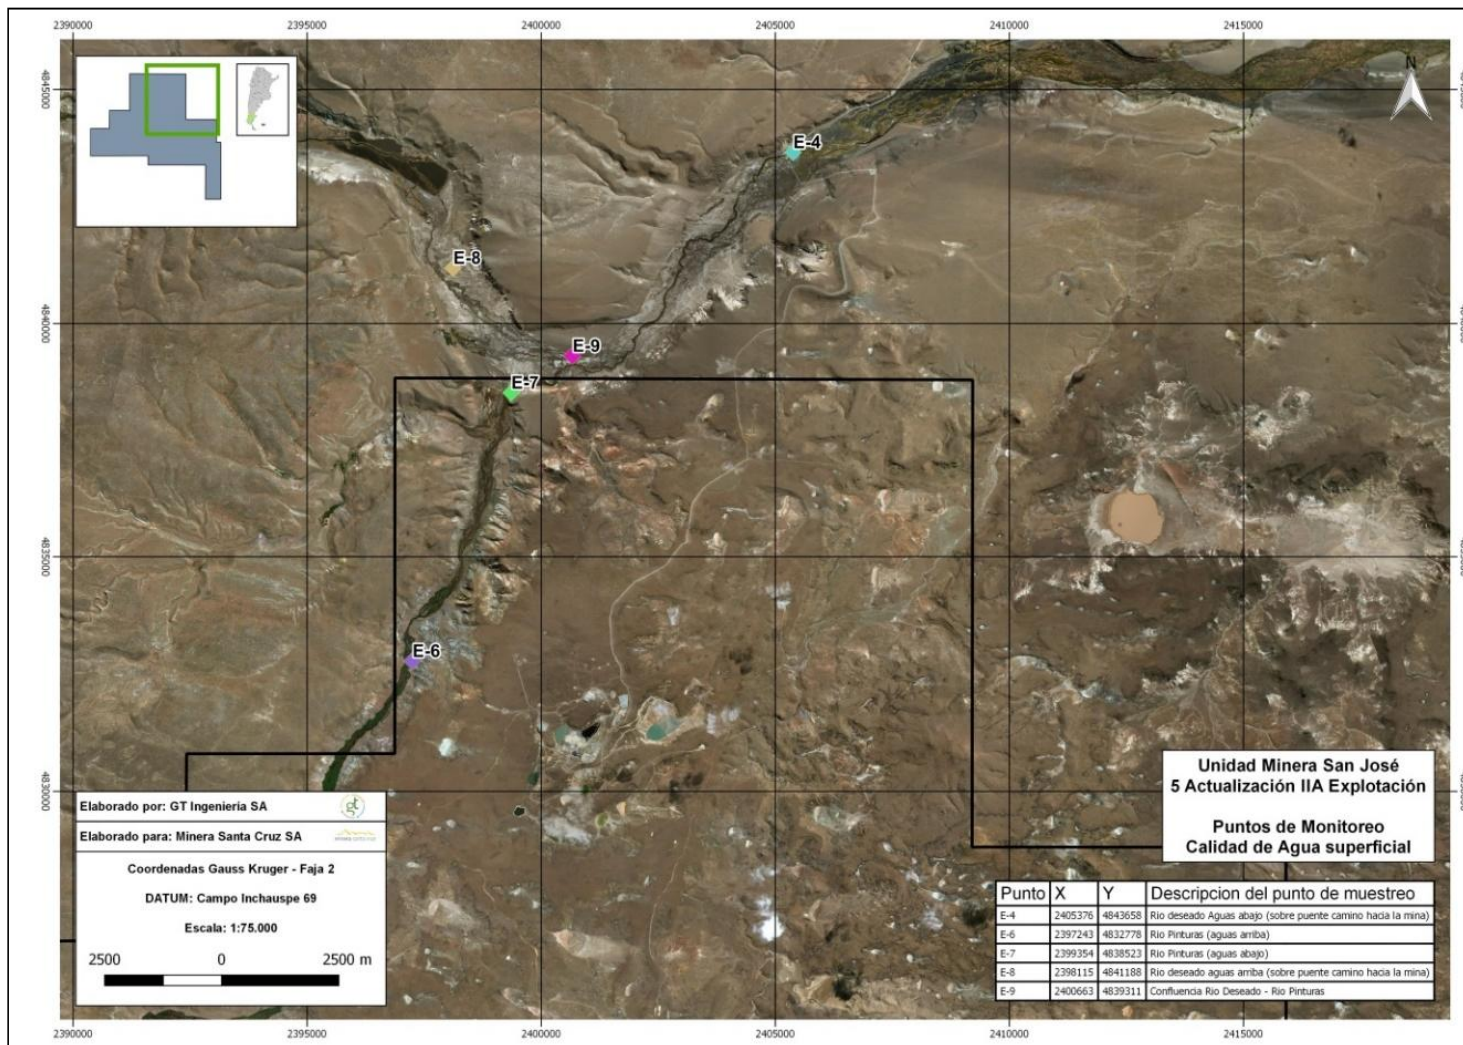 2390000 2395000 2400000 2405000 2410000 2415000
4845000
N
E-4
E-8
4840000
E-9
E-7
4835000
E-6
4830000
Unidad Minera San José
5 Actualización IIA Explotación
Puntos de Monitoreo
Calidad de Agua superficial
Elaborado por: GT Ingeniería SA
gt
Elaborado para: Minera Santa Cruz SA
Coordenadas Gauss Kruger - Faja 2
DATUM: Campo Inchauspe 69
Escala: 1:75.000
2500 0 2500 m
Punto X Y Descripcion del punto de muestreo
E-4 2405376 4843658 Rio deseado Aguas abajo (sobre puente camino hacia la mina)
E-6 2397243 4832778 Rio Pinturas (aguas arriba)
E-7 2399354 4838523 Rio Pinturas (aguas abajo)
E-8 2398115 4841188 Rio deseado aguas arriba (sobre puente camino hacia la mina)
E-9 2400663 4839311 Confluencia Rio Deseado - Rio Pinturas
2390000 2395000 2400000 2405000 2410000 2415000